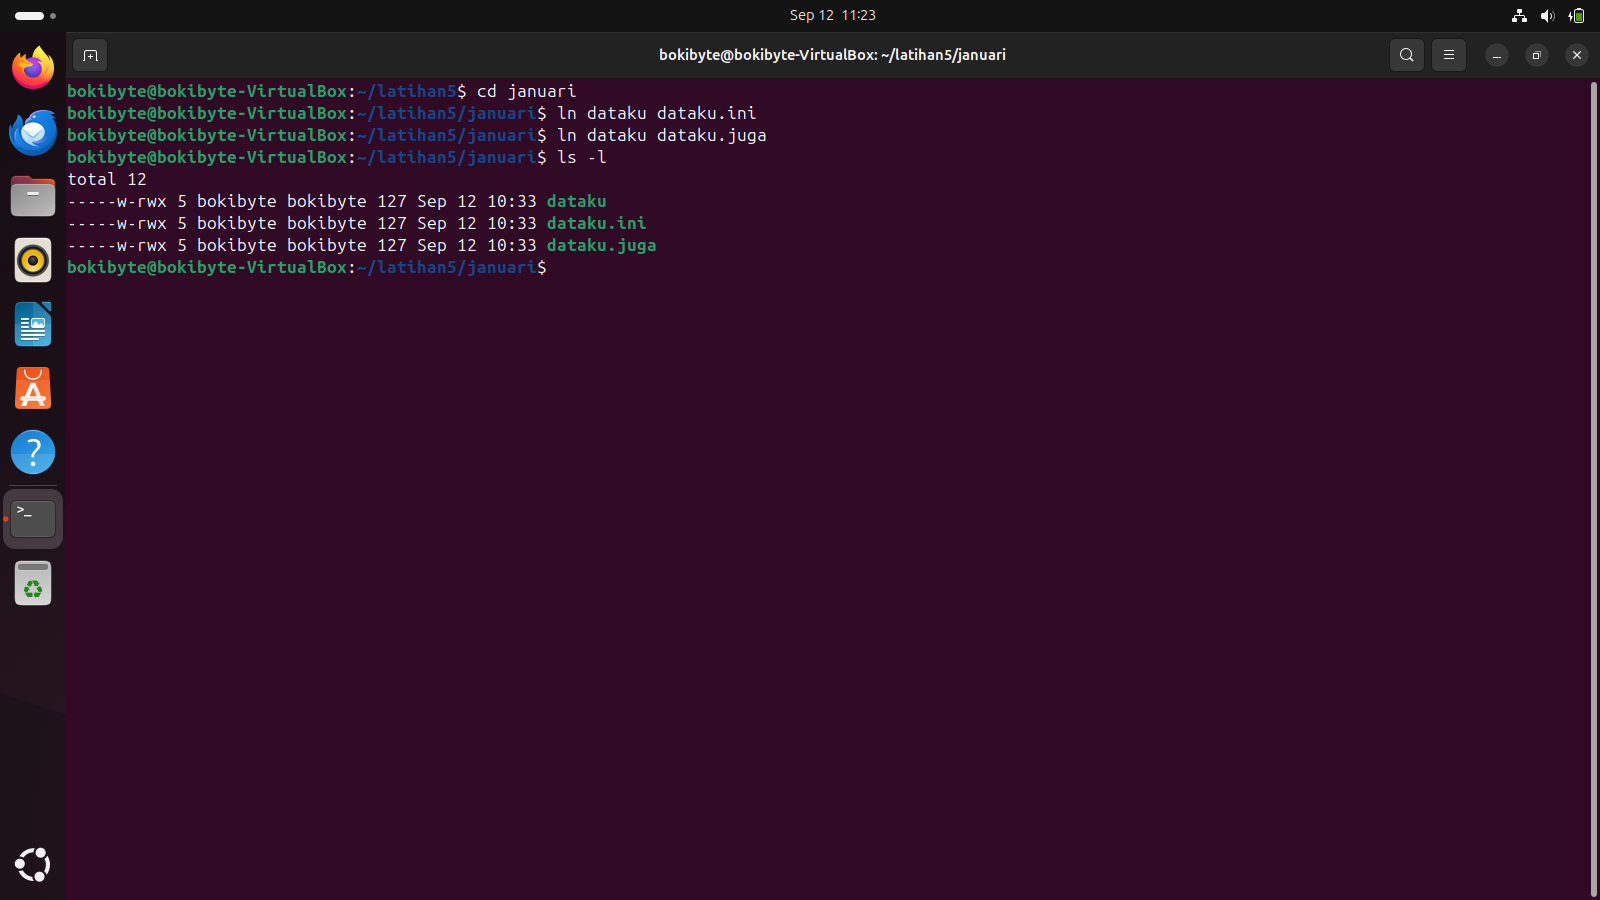 Sep 12 11:23
bokibyte@bokibyte-VirtualBox: ~/latihan5/januari
bokibyte@bokibyte-VirtualBox:~/latihan5$ cd januari
bokibyte@bokibyte-VirtualBox:~/latihan5/januari$ ln dataku dataku.ini
bokibyte@bokibyte-VirtualBox:~/latihan5/januari$ ln dataku dataku.juga
bokibyte@bokibyte-VirtualBox:~/latihan5/januari$ ls -l
total 12
-----w-rwx 5 bokibyte bokibyte 127 Sep 12 10:33 dataku
-----w-rwx 5 bokibyte bokibyte 127 Sep 12 10:33 dataku.ini
-----w-rwx 5 bokibyte bokibyte 127 Sep 12 10:33 dataku.juga
bokibyte@bokibyte-VirtualBox:~/latihan5/januari$